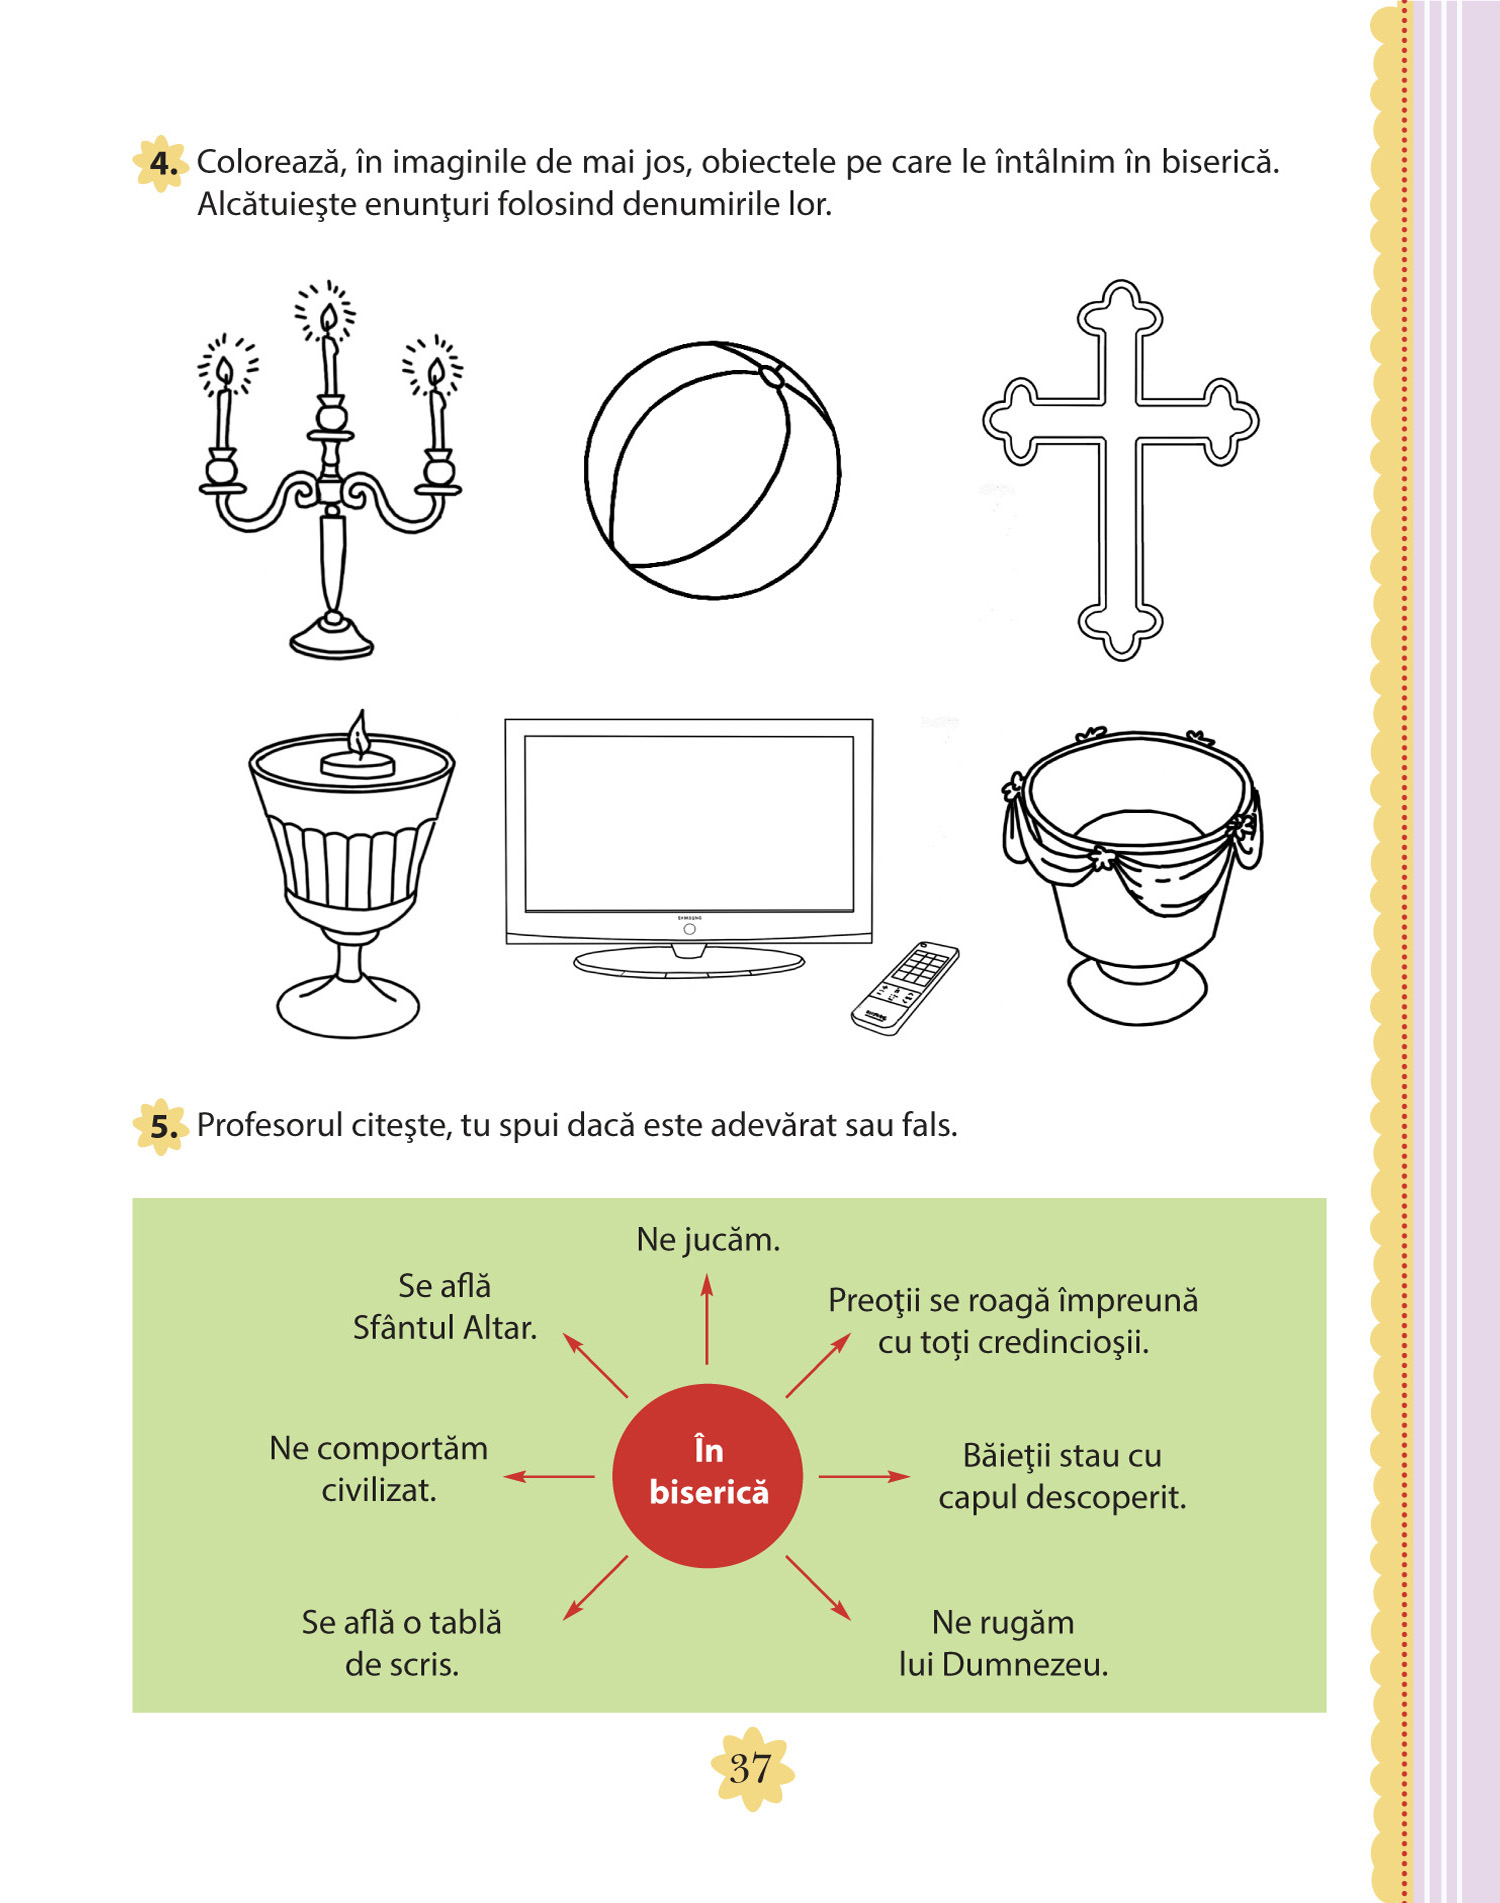 4. Colorează, în imaginile de mai jos, obiectele pe care le întâlnim în biserică.
Alcătuieşte enunţuri folosind denumirile lor.
SAMSUNG
5. Profesorul citeşte, tu spui dacă este adevărat sau fals.
Ne jucăm.
Se află
Sfântul Altar.
Preoţii se roagă împreună
cu toți credincioşii.
Ne comportăm
civilizat.
În
biserică
Băieţii stau cu
capul descoperit.
Se află o tablă
de scris.
Ne rugăm
lui Dumnezeu.
37